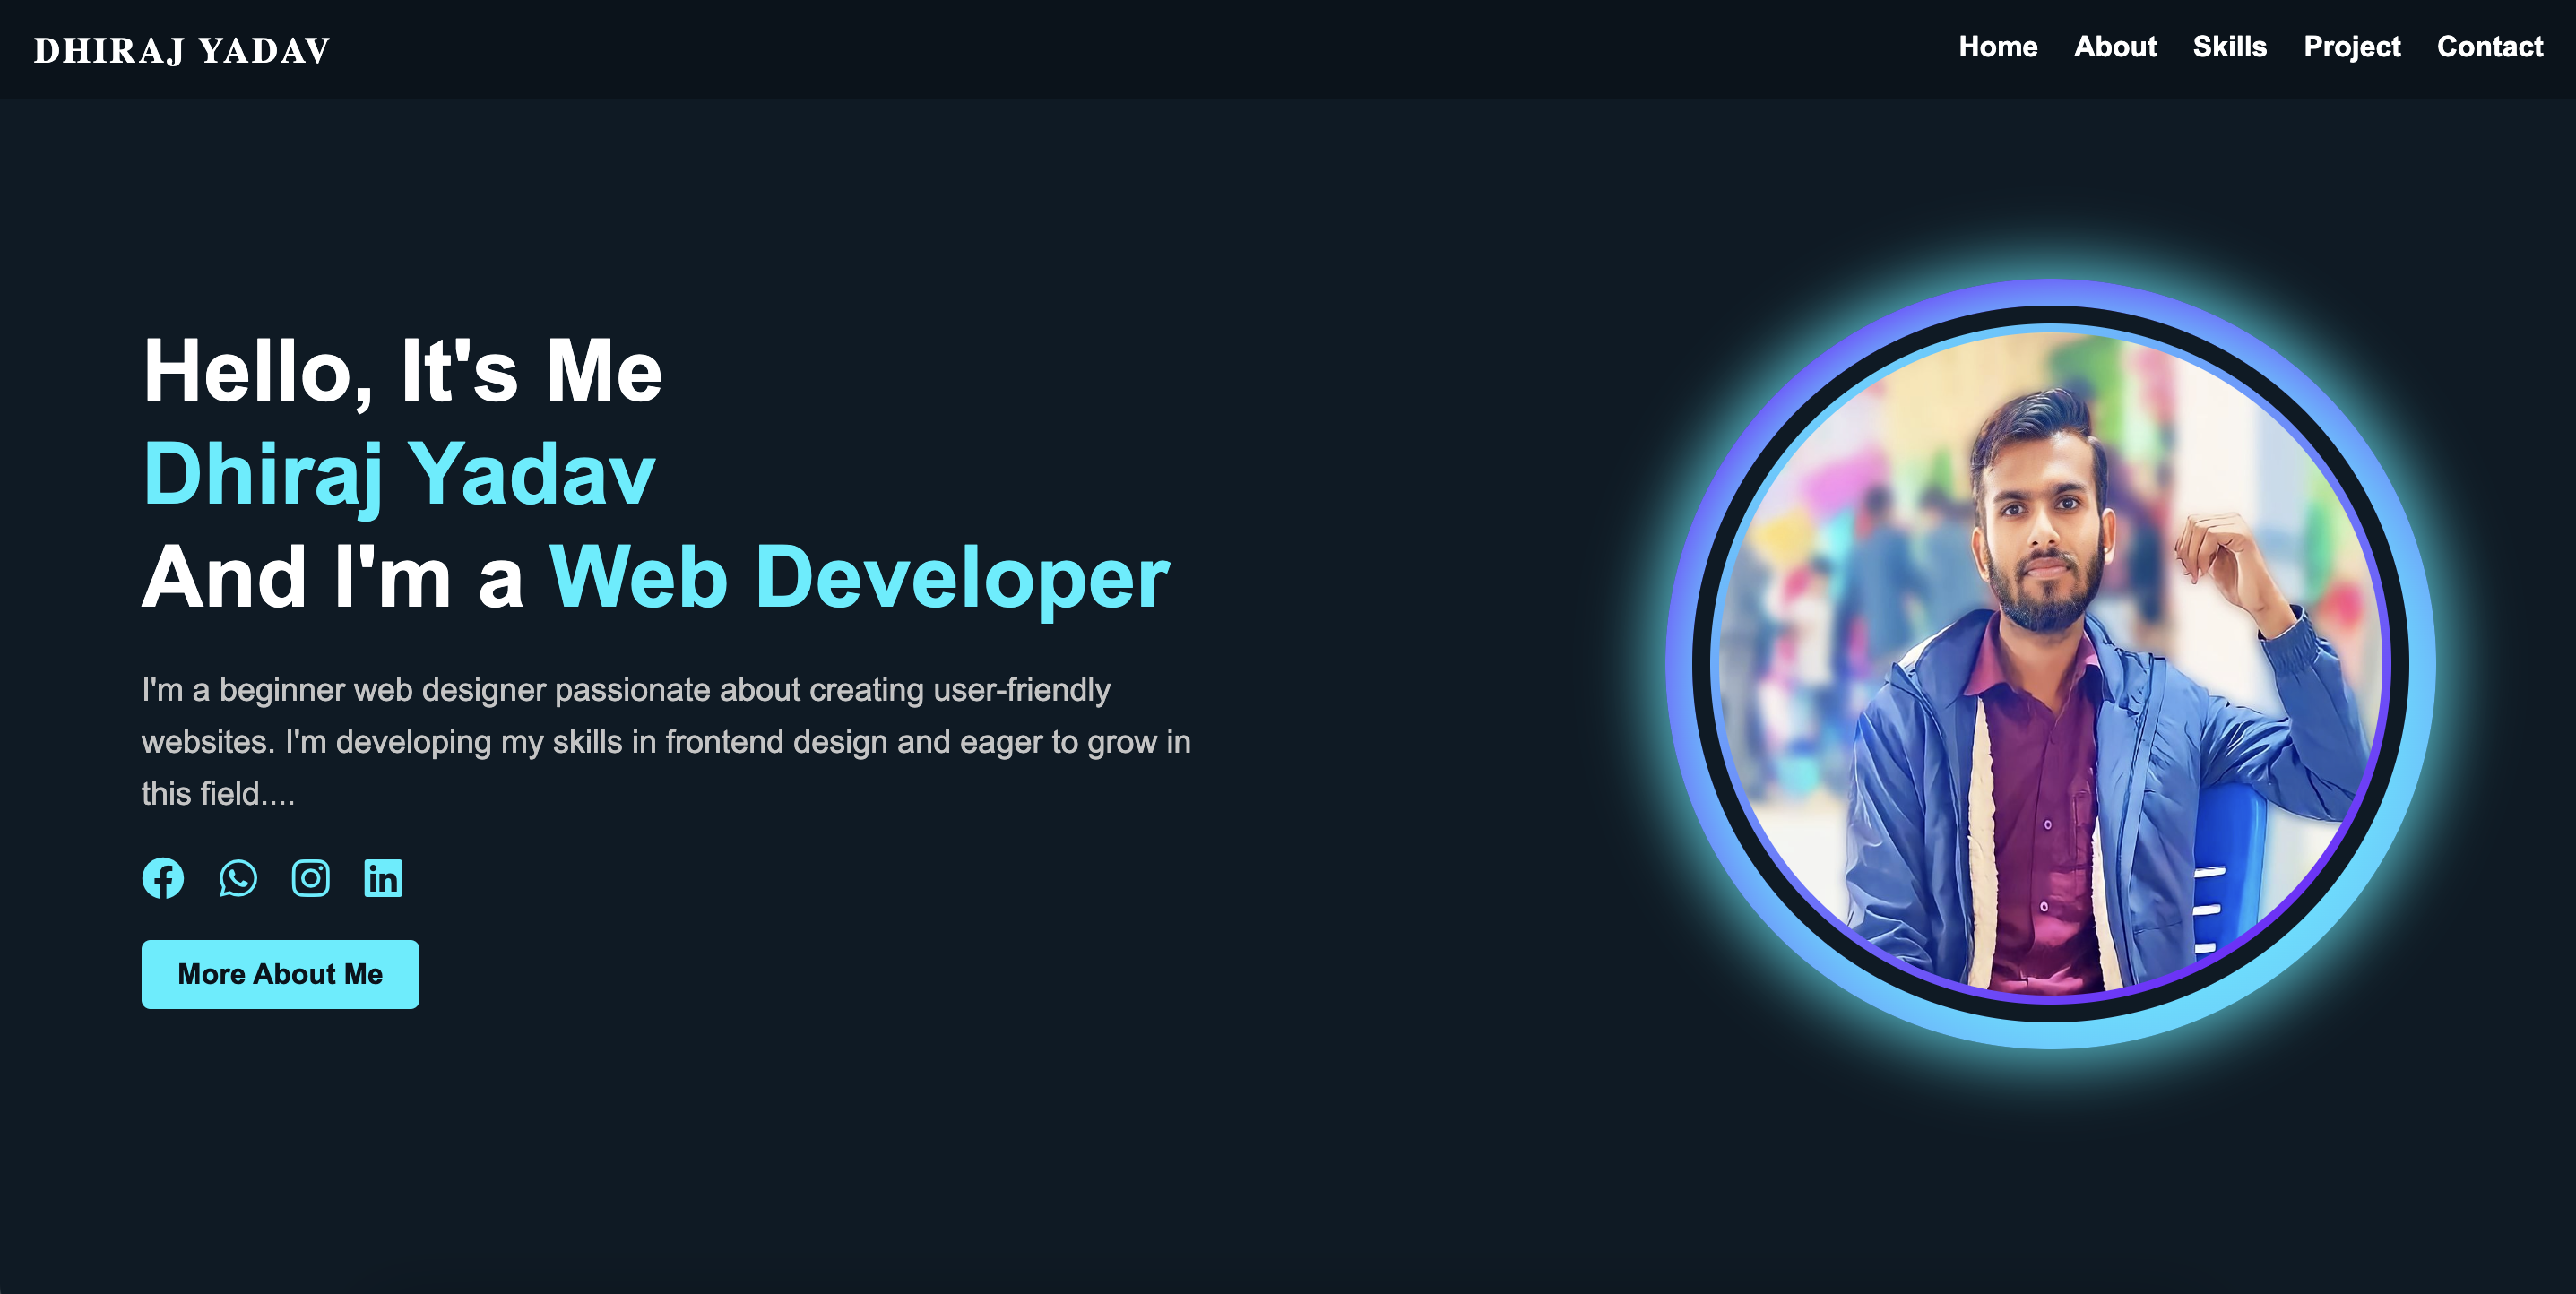 DHIRAJ YADAV
Home About Skills Project Contact
Hello, It's Me
Dhiraj Yadav
And I'm a Web Developer
I'm a beginner web designer passionate about creating user-friendly
websites. I'm developing my skills in frontend design and eager to grow in
this field....
More About Me